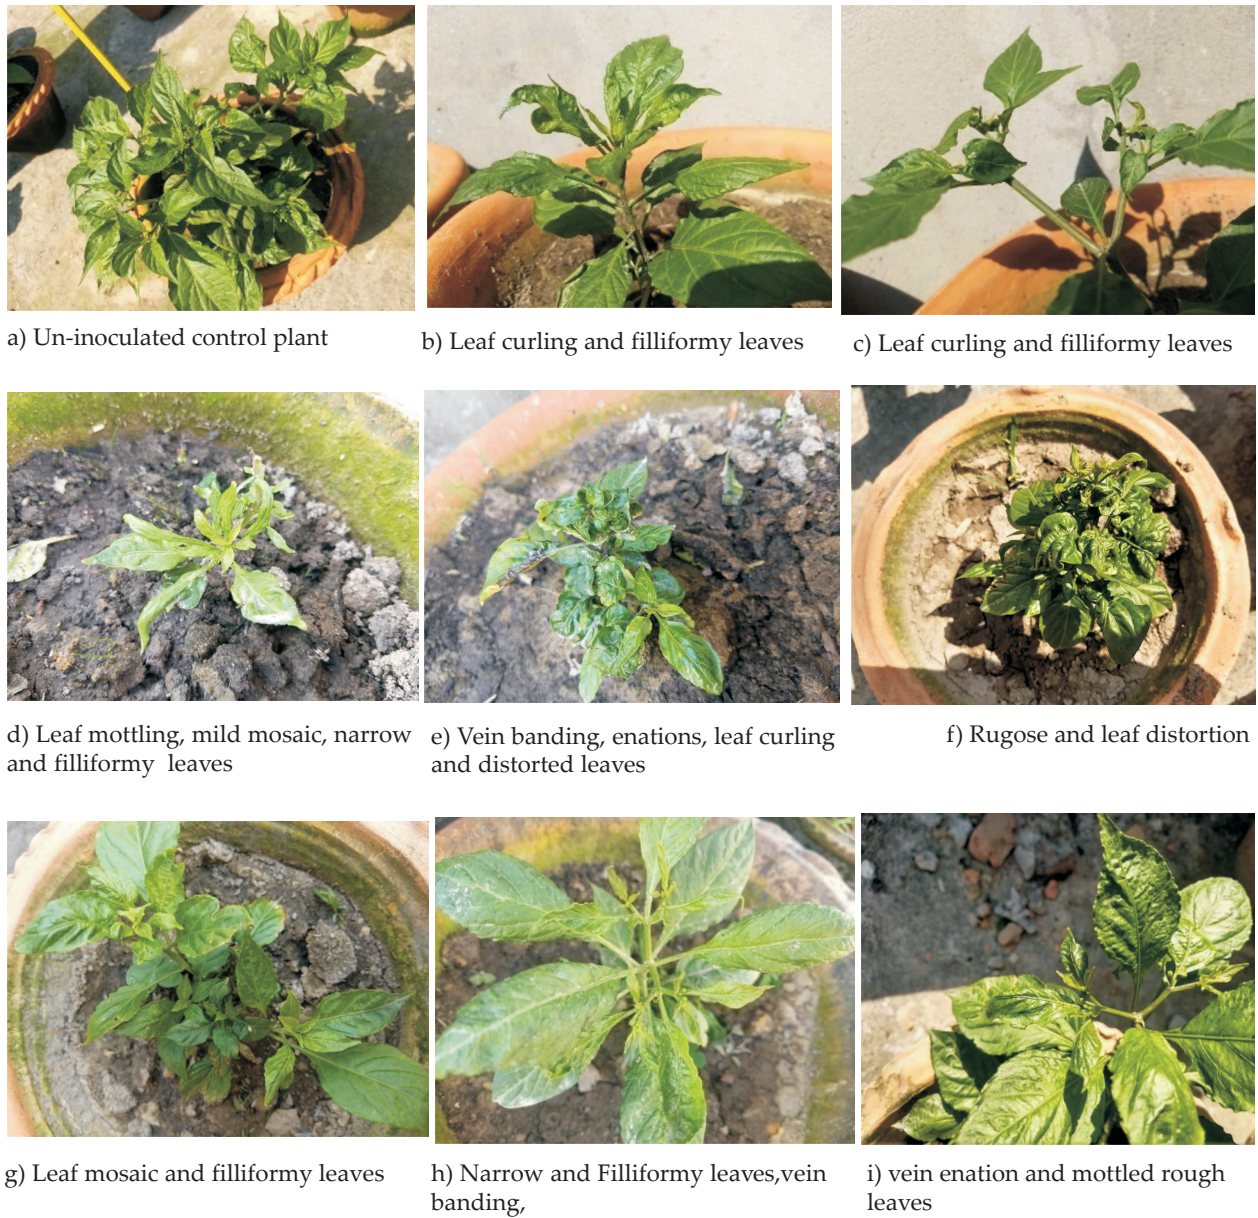 a) Un-inoculated control plant
b) Leaf curling and filliformy leaves
c) Leaf curling and filliformy leaves
d) Leaf mottling, mild mosaic, narrow
and filliformy leaves
e) Vein banding, enations, leaf curling
and distorted leaves
f) Rugose and leaf distortion
g) Leaf mosaic and filliformy leaves
h) Narrow and Filliformy leaves,vein
banding,
i) vein enation and mottled rough
leaves